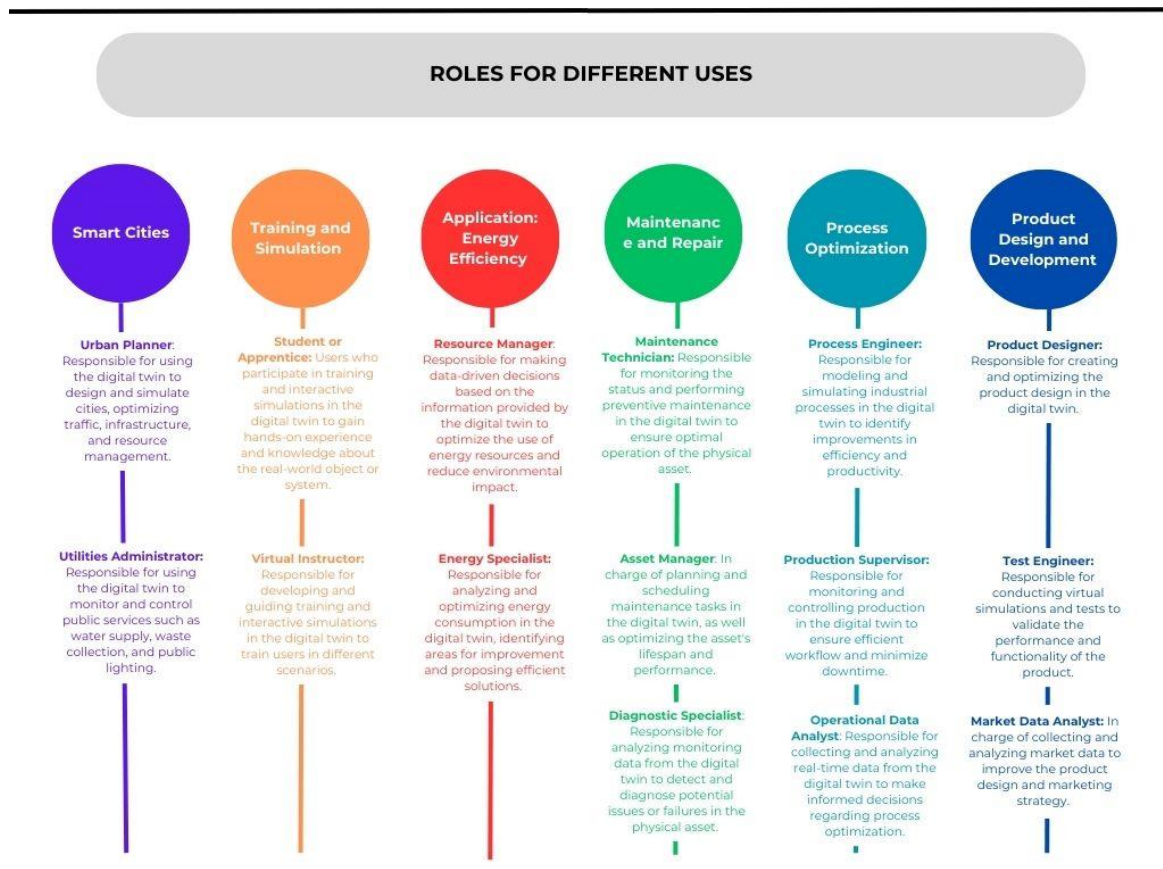 ROLES FOR DIFFERENT USES
Smart Cities
Urban Planner:
Responsible for using
the digital twin to
design and simulate
cities, optimizing
traffic, infrastructure,
and resource
management.
Utilities Administrator:
Responsible for using
the digital twin to
monitor and control
public services such as
water supply, waste
collection, and public
lighting.
Training and
Simulation
Student or
Apprentice: Users who
participate in training
and interactive
simulations in the
digital twin to gain
hands-on experience
and knowledge about
the real-world object or
system.
Virtual Instructor:
Responsible for
developing and
guiding training and
interactive simulations
in the digital twin to
train users in different
scenarios.
Application:
Energy
Efficiency
Resource Manager:
Responsible for making
data-driven decisions
based on the
information provided by
the digital twin to
optimize the use of
energy resources and
reduce environmental
impact.
Energy Specialist:
Responsible for
analyzing and
optimizing energy
consumption in the
digital twin, identifying
areas for improvement
and proposing efficient
solutions.
Maintenanc
e and Repair
Maintenance
Technician: Responsible
for monitoring the
status and performing
preventive maintenance
in the digital twin to
ensure optimal
operation of the physical
asset.
Asset Manager: In
charge of planning and
scheduling
maintenance tasks in
the digital twin, as well
as optimizing the asset's
lifespan and
performance.
Diagnostic Specialist:
Responsible for
analyzing monitoring
data from the digital
twin to detect and
diagnose potential
issues or failures in the
physical asset.
Process
Optimization
Process Engineer:
Responsible for
modeling and
simulating industrial
processes in the digital
twin to identify
improvements in
efficiency and
productivity.
Production Supervisor:
Responsible for
monitoring and
controlling production
in the digital twin to
ensure efficient
workflow and minimize
downtime.
Operational Data
Analyst: Responsible for
collecting and analyzing
real-time data from the
digital twin to make
informed decisions
regarding process
optimization.
Product
Design and
Development
Product Designer:
Responsible for creating
and optimizing the
product design in the
digital twin.
Test Engineer:
Responsible for
conducting virtual
simulations and tests to
validate the
performance and
functionality of the
product.
Market Data Analyst: In
charge of collecting and
analyzing market data to
improve the product
design and marketing
strategy.